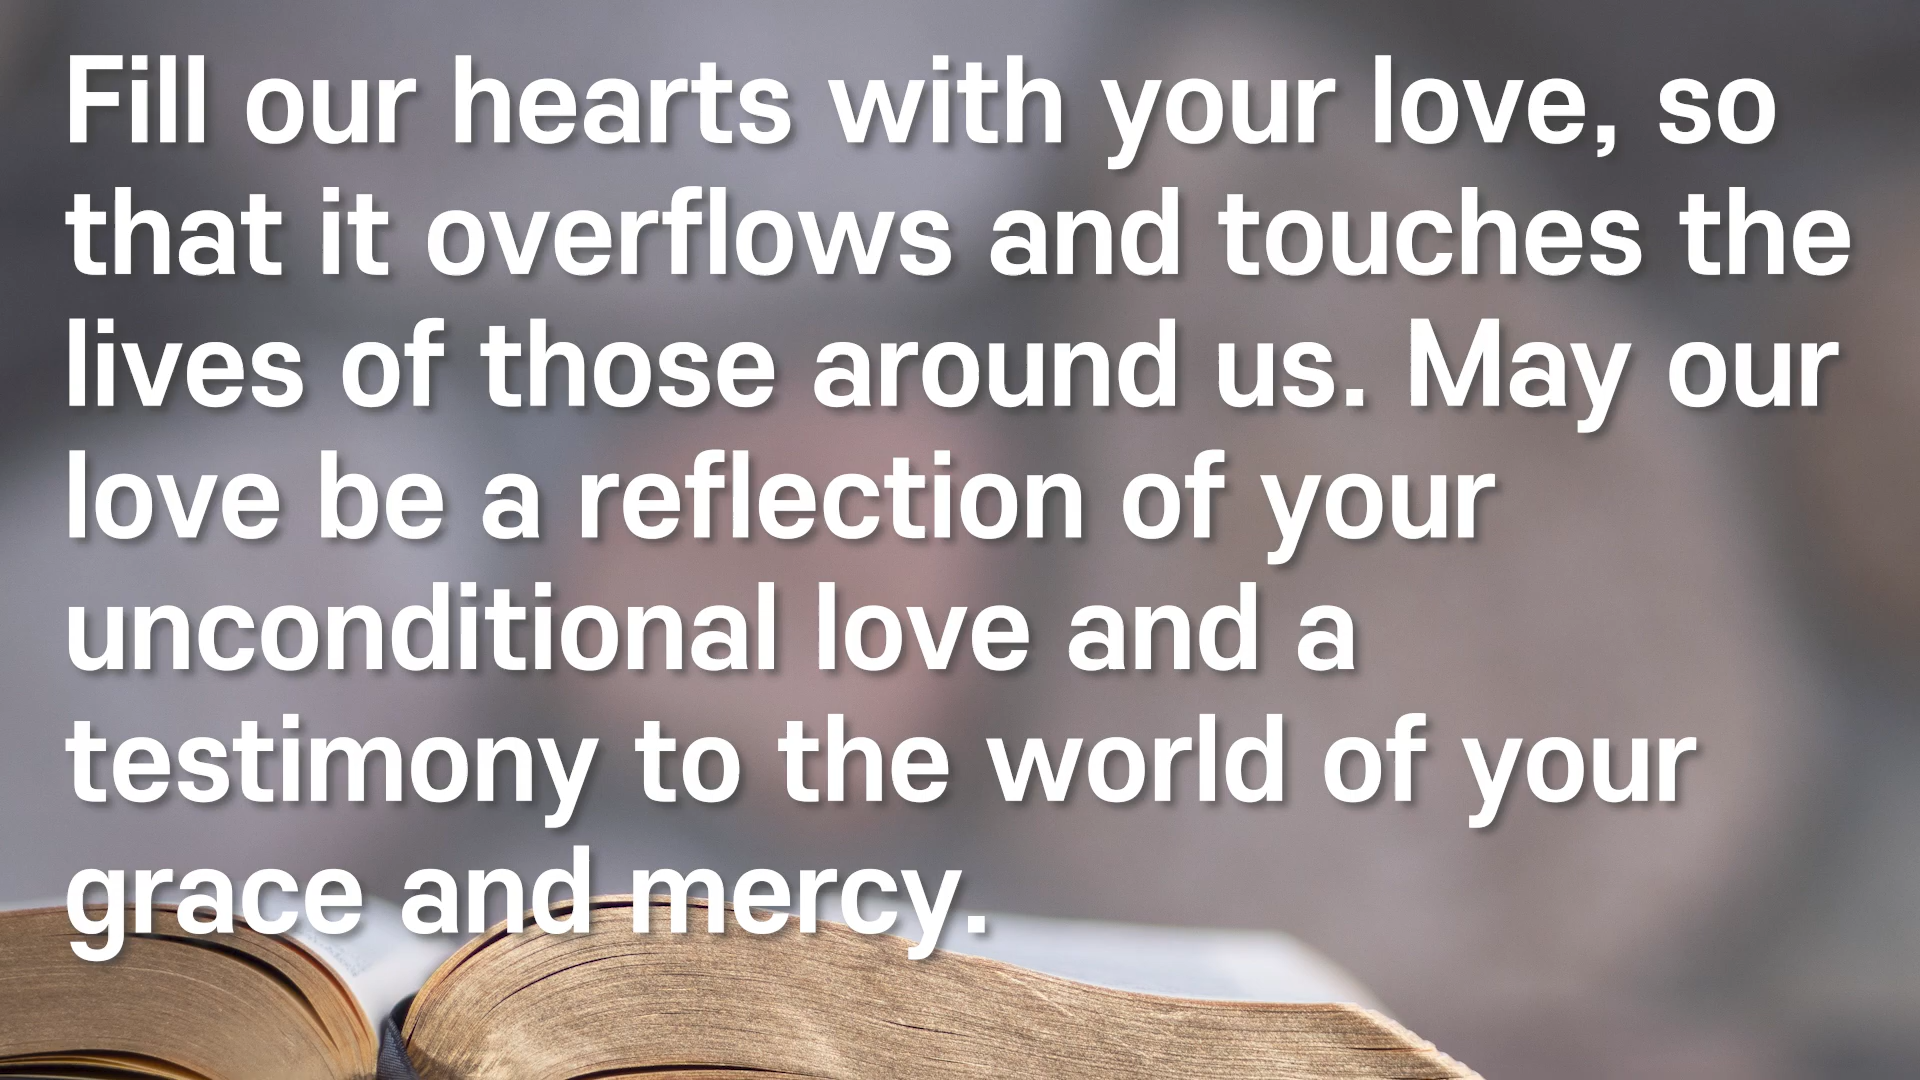 Fill our hearts with your love, so
that it overflows and touches the
lives of those around us. May our
love be a reflection of your
unconditional love and a
testimony to the world of your
grace and mercy.